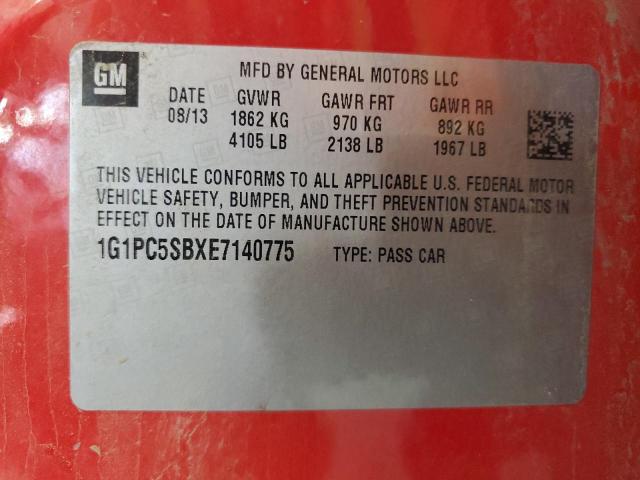 GM
MFD BY GENERAL MOTORS LLC
DATE GVWR GAWR FRT GAWR RR
08/13 1862 KG 970 KG 892 KG
4105 LB 2138 LB 1967 LB
THIS VEHICLE CONFORMS TO ALL APPLICABLE U.S. FEDERAL MOTOR
VEHICLE SAFETY, BUMPER, AND THEFT PREVENTION STANDARDS IN
EFFECT ON THE DATE OF MANUFACTURE SHOWN ABOVE.
1G1PC5SBXE7140775 TYPE: PASS CAR